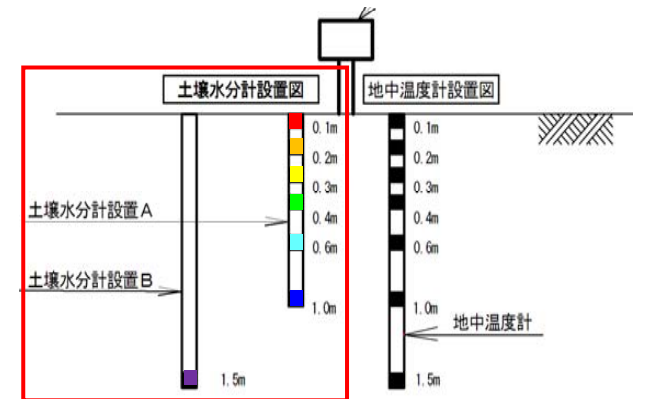 土壌水分計設置図
地中温度計設置図
0.1m
0.2m
0.3m
0.4m
0.6m
1.0m
1.5m
土壌水分計設置A
土壌水分計設置B
0.1m
0.2m
0.3m
0.4m
0.6m
1.0m
1.5m
地中温度計